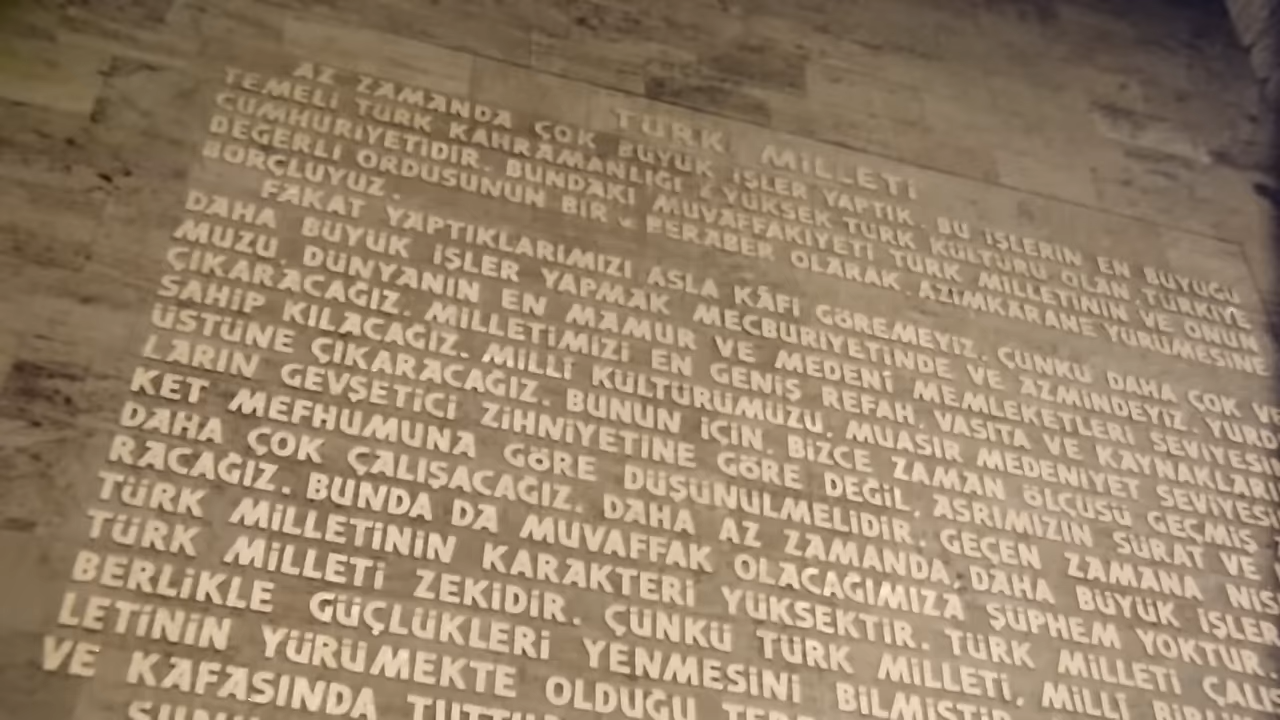 TÜRK MİLLETİ
AZ ZAMANDA ÇOK BÜYÜK İŞLER YAPTIK. BU İŞLERİN EN BÜYÜĞÜ
TEMELİ TÜRK KAHRAMANLIĞI VE YÜKSEK TÜRK KÜLTÜRÜ OLAN TÜRKİYE
CUMHURİYETİDİR. BUNDAKİ MUVAFFAKİYETİ TÜRK MİLLETİNİN VE ONUN
DEĞERLİ ORDUSUNUN BİR VE BERABER OLARAK AZİMKARANE YÜRÜMESİNE
BORÇLUYUZ.
FAKAT YAPTIKLARIMIZI ASLA KÂFİ GÖREMEYİZ. ÇÜNKÜ DAHA ÇOK VE
DAHA BÜYÜK İŞLER YAPMAK MECBURİYETİNDE VE AZMİNDEYİZ. YURDU
MUZU, DÜNYANIN EN MAMUR VE MEDENİ MEMLEKETLERİ SEVİYESİN
ÇIKARACAĞIZ. MİLLETİMİZİ EN GENİŞ REFAH, VASITA VE KAYNAKLARIN
SAHİP KILACAĞIZ. MİLLÎ KÜLTÜRÜMÜZÜ, MUASIR MEDENİYET SEVİYESİ
ÜSTÜNE ÇIKARACAĞIZ. BUNUN İÇİN, BİZCE ZAMAN ÖLÇÜSÜ GEÇMİŞ
LARIN GEVŞETİCİ ZİHNİYETİNE GÖRE DEĞİL, ASRIMIZIN SÜRAT VE
KET MEFHUMUNA GÖRE DÜŞÜNÜLMELİDİR. GEÇEN ZAMANA NİS
DAHA ÇOK ÇALIŞACAĞIZ. DAHA AZ ZAMANDA, DAHA BÜYÜK İŞLER
RACAĞIZ. BUNDA DA MUVAFFAK OLACAĞIMIZA ŞÜPHEM YOKTUR.
TÜRK MİLLETİNİN KARAKTERİ YÜKSEKTİR. TÜRK MİLLETİ ÇALIŞ
TÜRK MİLLETİ ZEKİDİR. ÇÜNKÜ TÜRK MİLLETİ, MİLLÎ BİR
BERLİKLE GÜÇLÜKLERİ YENMESİNİ BİLMİŞTİR
LETİNİN YÜRÜMEKTE OLDUĞU
VE KAFASINDA